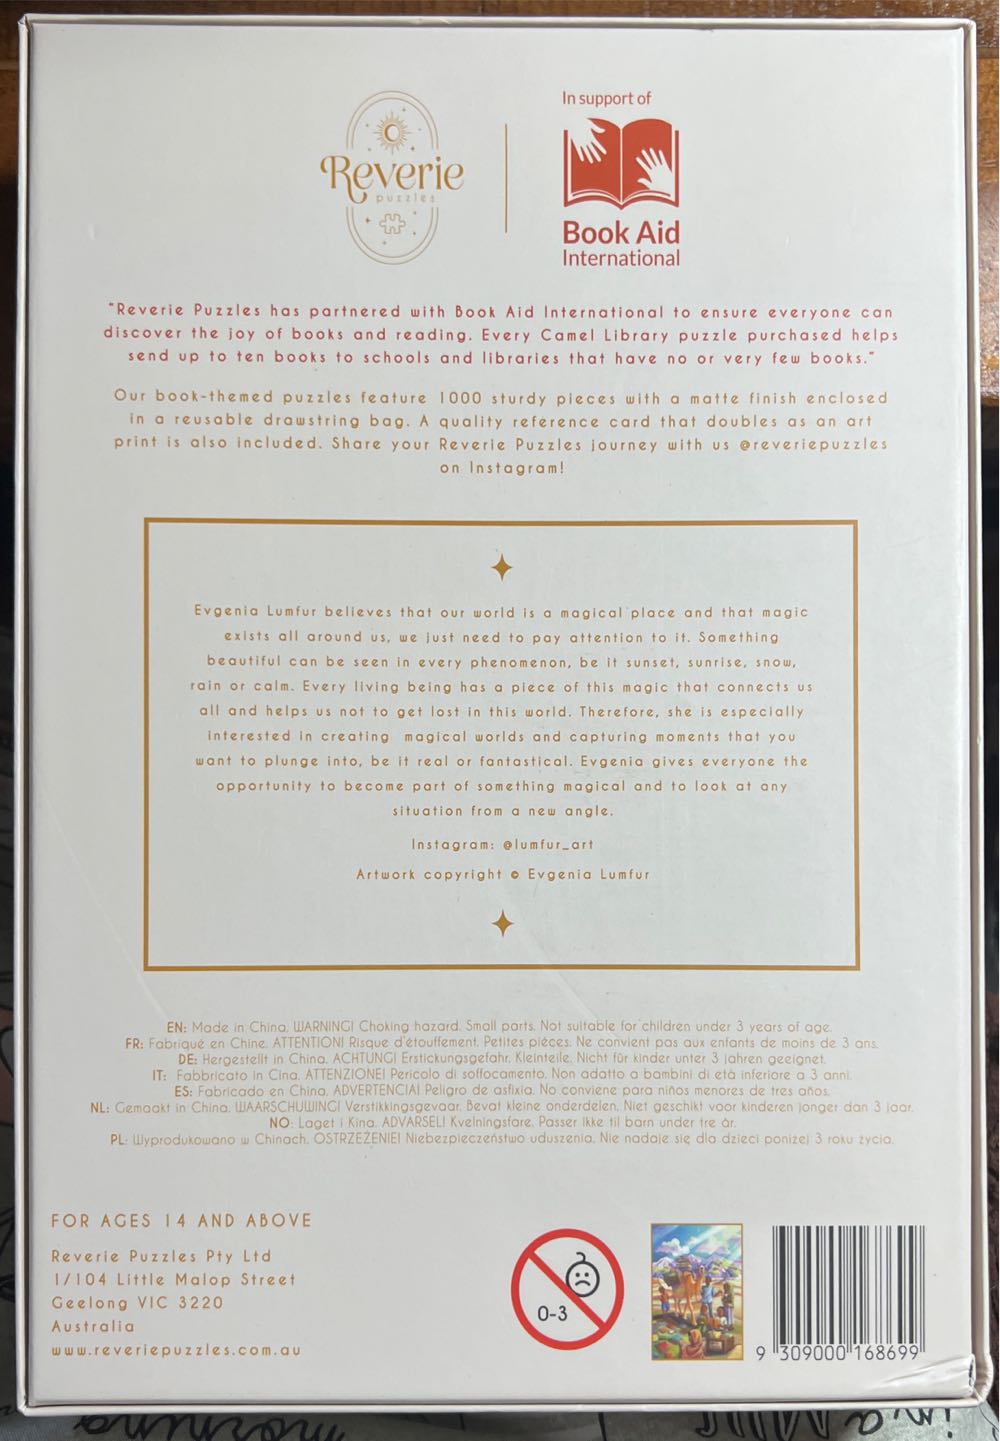 Reverie
puzzles
In support of
Book Aid
International
"Reverie Puzzles has partnered with Book Aid International to ensure everyone can
discover the joy of books and reading. Every Camel Library puzzle purchased helps
send up to ten books to schools and libraries that have no or very few books."
Our book-themed puzzles feature 1000 sturdy pieces with a matte finish enclosed
in a reusable drawstring bag. A quality reference card that doubles as an art
print is also included. Share your Reverie Puzzles journey with us @reveriepuzzles
on Instagram!
Evgenia Lumfur believes that our world is a magical place and that magic
exists all around us, we just need to pay attention to it. Something
beautiful can be seen in every phenomenon, be it sunset, sunrise, snow,
rain or calm. Every living being has a piece of this magic that connects us
all and helps us not to get lost in this world. Therefore, she is especially
interested in creating magical worlds and capturing moments that you
want to plunge into, be it real or fantastical. Evgenia gives everyone the
opportunity to become part of something magical and to look at any
situation from a new angle.
Instagram: @lumfur_art
Artwork copyright © Evgenia Lumfur
EN: Made in China. WARNING! Choking hazard. Small parts. Not suitable for children under 3 years of age.
FR: Fabriqué en Chine. ATTENTION! Risque d'étouffement. Petites pièces. Ne convient pas aux enfants de moins de 3 ans.
DE: Hergestellt in China. ACHTUNG! Erstickungsgefahr. Kleinteile. Nicht für kinder unter 3 jahren geeignet.
IT: Fabbricato in Cina. ATTENZIONE! Pericolo di soffocamento. Non adatto a bambini di età inferiore a 3 anni.
ES: Fabricado en China. ADVERTENCIA! Peligro de asfixia. No conviene para niños menores de tres años.
NL: Gemaakt in China. WAARSCHUWING! Verstikkingsgevaar. Bevat kleine onderdelen. Niet geschikt voor kinderen jonger dan 3 jaar.
NO: Laget i Kina. ADVARSEL! Kvelningsfare. Passer ikke til barn under tre år.
PL: Wyprodukowano w Chinach. OSTRZEŻENIE! Niebezpieczeństwo uduszenia. Nie nadaje się dla dzieci poniżej 3 roku życia.
FOR AGES 14 AND ABOVE
Reverie Puzzles Pty Ltd
1/104 Little Malop Street
Geelong VIC 3220
Australia
www.reveriepuzzles.com.au
0-3
9 309000 168699
morning
in a